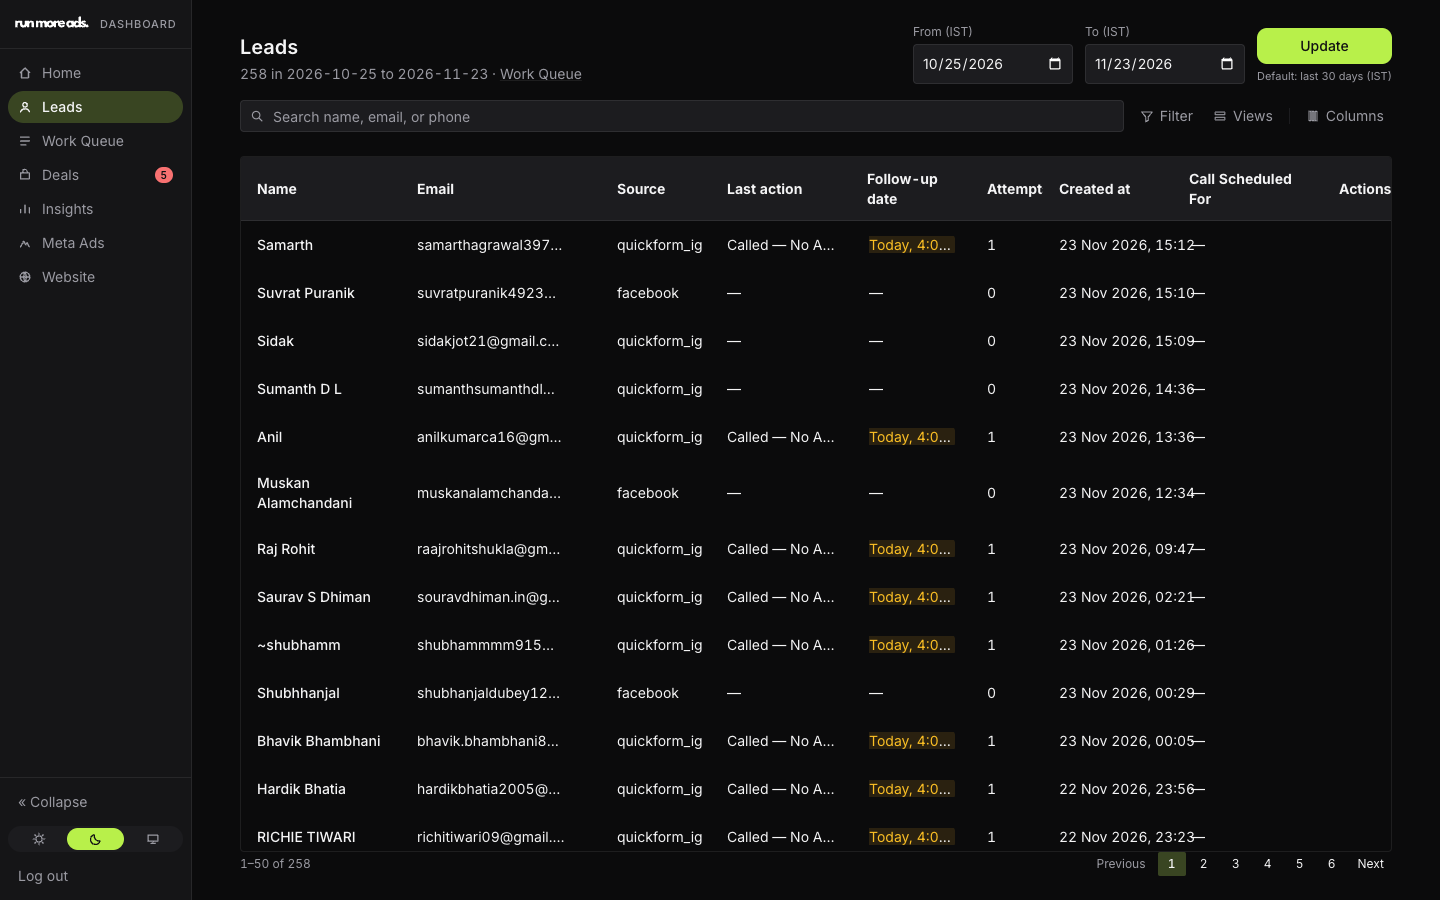 run more ads. DASHBOARD
Home
Leads
Work Queue
Deals 5
Insights
Meta Ads
Website
« Collapse
Log out
Leads
258 in 2026-10-25 to 2026-11-23 · Work Queue
From (IST)
10/25/2026
To (IST)
11/23/2026
Update
Default: last 30 days (IST)
Search name, email, or phone
Filter Views Columns
Name Email Source Last action Follow-up date Attempt Created at Call Scheduled For Actions
Samarth samarthagrawal397... quickform_ig Called — No A... Today, 4:0... 1 23 Nov 2026, 15:12 —
Suvrat Puranik suvratpuranik4923... facebook — — 0 23 Nov 2026, 15:10 —
Sidak sidakjot21@gmail.c... quickform_ig — — 0 23 Nov 2026, 15:09 —
Sumanth D L sumanthsumanthdl... quickform_ig — — 0 23 Nov 2026, 14:36 —
Anil anilkumarca16@gm... quickform_ig Called — No A... Today, 4:0... 1 23 Nov 2026, 13:36 —
Muskan Alamchandani muskanalamchanda... facebook — — 0 23 Nov 2026, 12:34 —
Raj Rohit raajrohitshukla@gm... quickform_ig Called — No A... Today, 4:0... 1 23 Nov 2026, 09:47 —
Saurav S Dhiman souravdhiman.in@g... quickform_ig Called — No A... Today, 4:0... 1 23 Nov 2026, 02:21 —
~shubhamm shubhammmm915... quickform_ig Called — No A... Today, 4:0... 1 23 Nov 2026, 01:26 —
Shubhhanjal shubhanjaldubey12... facebook — — 0 23 Nov 2026, 00:29 —
Bhavik Bhambhani bhavik.bhambhani8... quickform_ig Called — No A... Today, 4:0... 1 23 Nov 2026, 00:05 —
Hardik Bhatia hardikbhatia2005@... quickform_ig Called — No A... Today, 4:0... 1 22 Nov 2026, 23:56 —
RICHIE TIWARI richitiwari09@gmail.... quickform_ig Called — No A... Today, 4:0... 1 22 Nov 2026, 23:23 —
1–50 of 258
Previous 1 2 3 4 5 6 Next